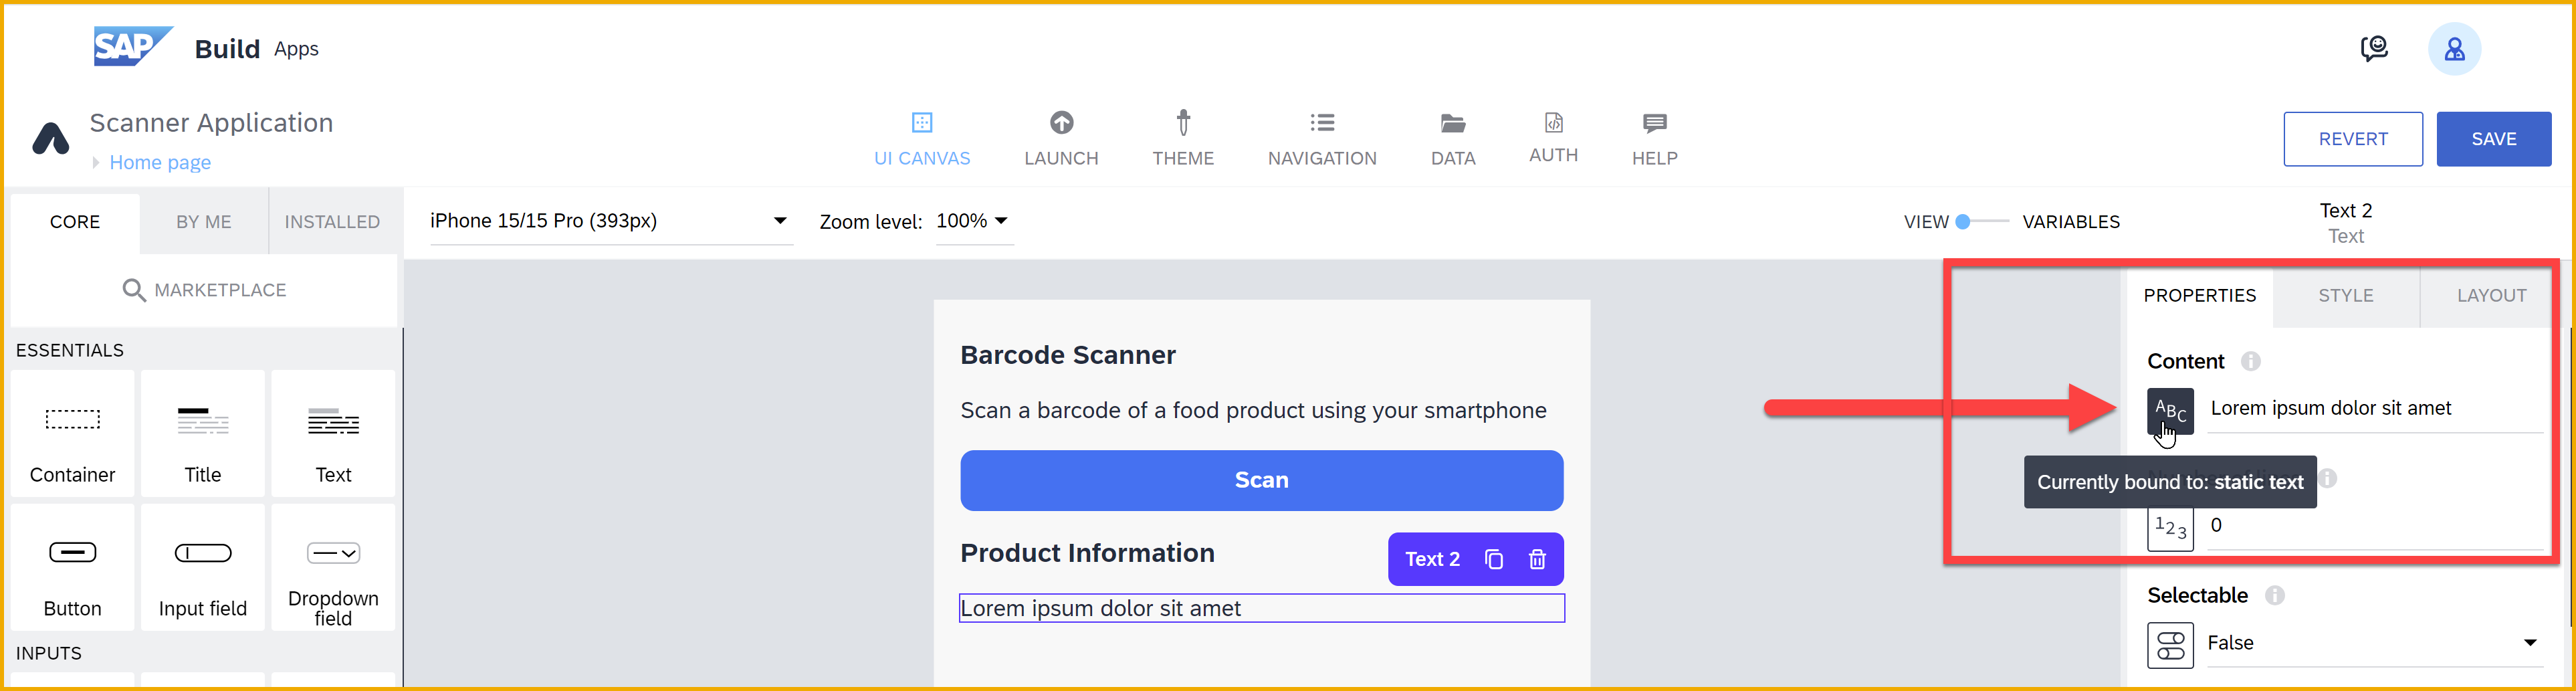 SAP Build Apps
Scanner Application
Home page
UI CANVAS
LAUNCH
THEME
NAVIGATION
DATA
AUTH
HELP
REVERT
SAVE
CORE
BY ME
INSTALLED
MARKETPLACE
iPhone 15/15 Pro (393px)
Zoom level: 100%
VIEW
VARIABLES
Text 2
Text
ESSENTIALS
Container
Title
Text
Button
Input field
Dropdown
field
INPUTS
Barcode Scanner
Scan a barcode of a food product using your smartphone
Scan
Product Information
Text 2
Lorem ipsum dolor sit amet
PROPERTIES
STYLE
LAYOUT
Content
ABC
Lorem ipsum dolor sit amet
Currently bound to: static text
123
0
Selectable
False